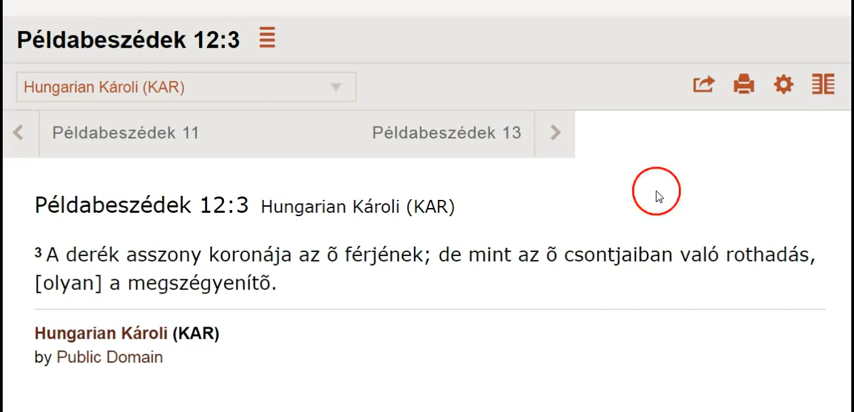 Példabeszédek 12:3
Hungarian Károli (KAR)
Példabeszédek 11
Példabeszédek 13
Példabeszédek 12:3 Hungarian Károli (KAR)
3 A derék asszony koronája az õ férjének; de mint az õ csontjaiban való rothadás,
[olyan] a megszégyenítõ.
Hungarian Károli (KAR)
by Public Domain